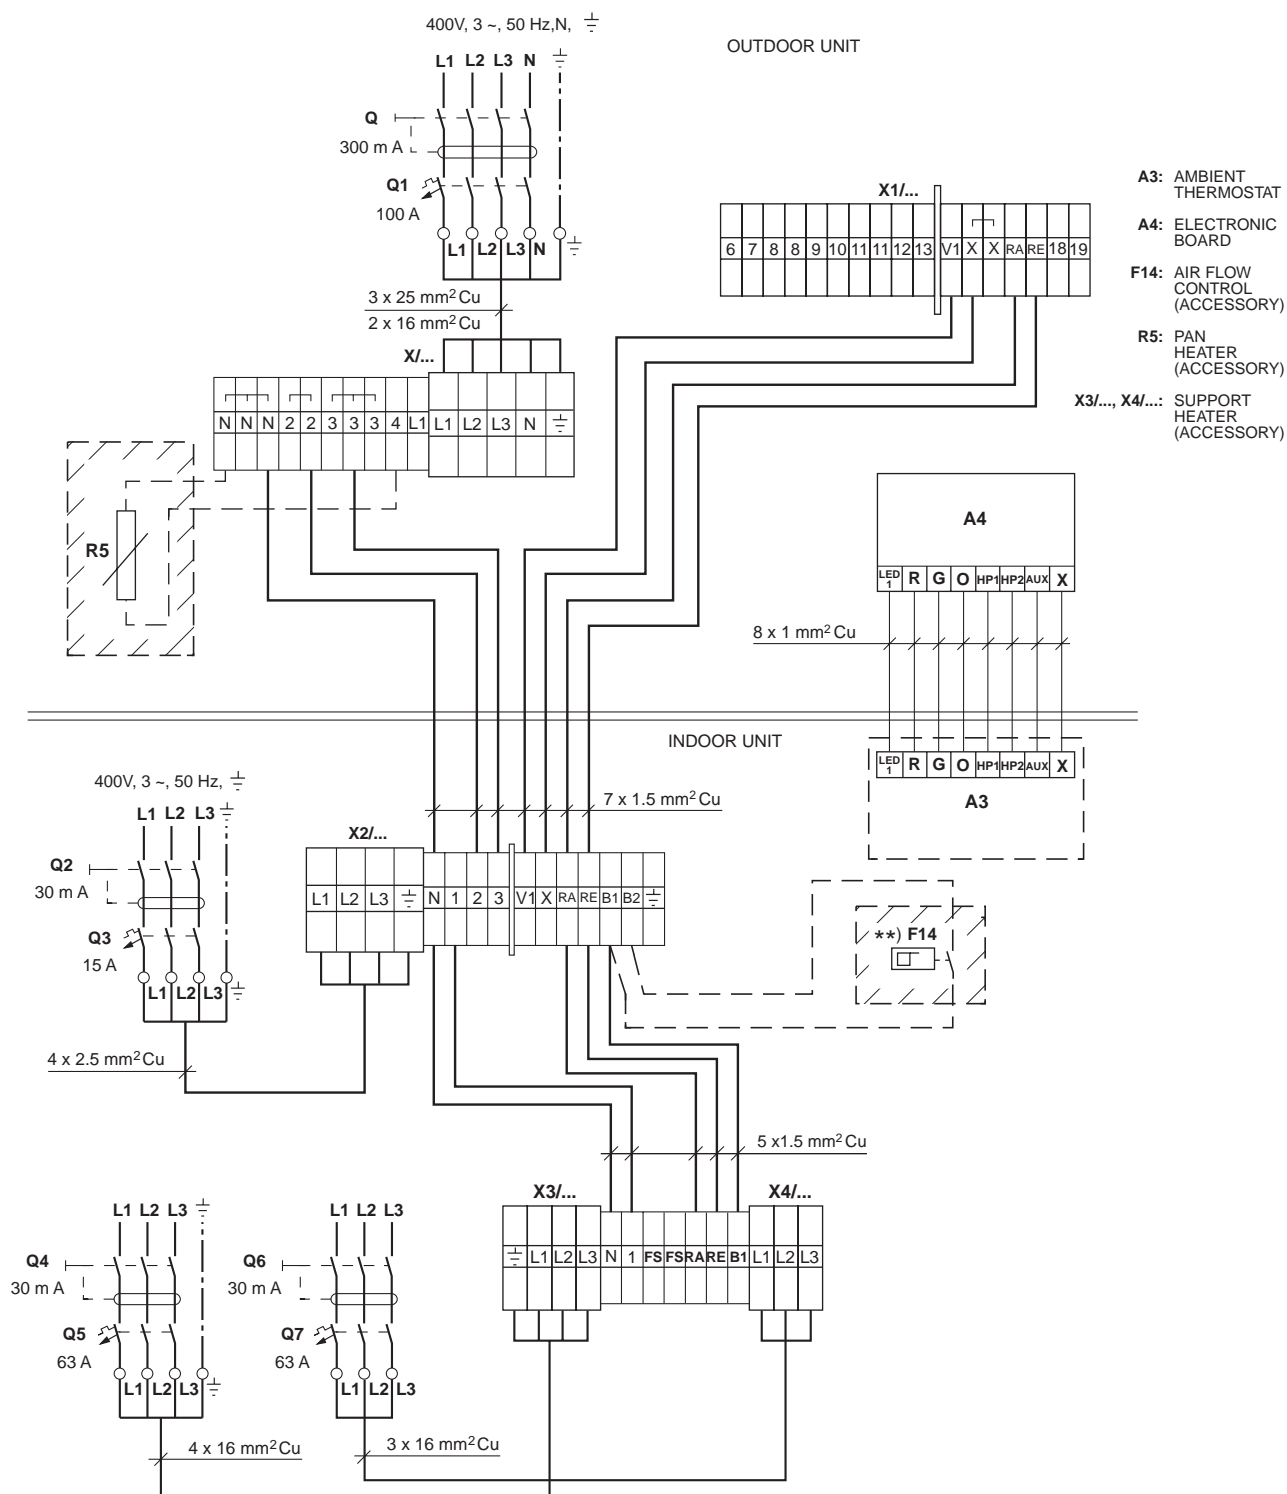 400V, 3 ~, 50 Hz,N,
OUTDOOR UNIT
L1 L2 L3 N
Q
300 m A
Q1
100 A
L1 L2 L3 N
3 x 25 mm² Cu
2 x 16 mm² Cu
X/...
N N N 2 2 3 3 3 4 L1 L1 L2 L3 N
R5
X1/...
6 7 8 8 9 10 11 11 12 13 V1 X X RA RE 18 19
A3: AMBIENT
THERMOSTAT
A4: ELECTRONIC
BOARD
F14: AIR FLOW
CONTROL
(ACCESSORY)
R5: PAN
HEATER
(ACCESSORY)
X3/..., X4/...: SUPPORT
HEATER
(ACCESSORY)
A4
LED 1 R G O HP1 HP2 AUX X
8 x 1 mm² Cu
INDOOR UNIT
LED 1 R G O HP1 HP2 AUX X
A3
400V, 3 ~, 50 Hz,
L1 L2 L3
Q2
30 m A
Q3
15 A
L1 L2 L3
4 x 2.5 mm² Cu
7 x 1.5 mm² Cu
X2/...
L1 L2 L3 N 1 2 3 V1 X RA RE B1 B2
**) F14
5 x1.5 mm² Cu
X3/...
X4/...
L1 L2 L3 N 1 FS FS RA RE B1 L1 L2 L3
L1 L2 L3
Q4
30 m A
Q5
63 A
L1 L2 L3
4 x 16 mm² Cu
L1 L2 L3
Q6
30 m A
Q7
63 A
L1 L2 L3
3 x 16 mm² Cu